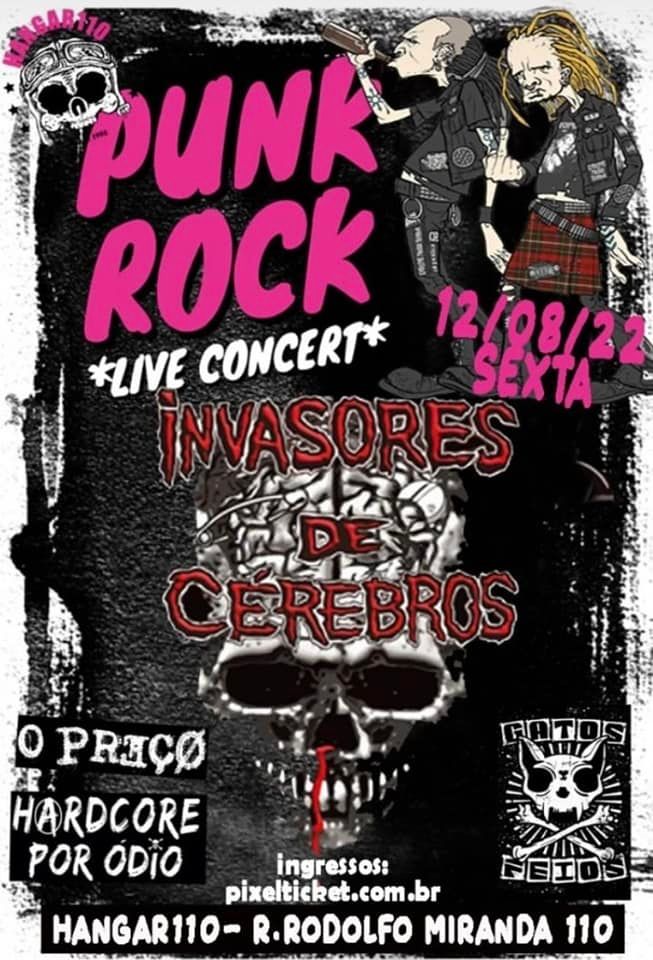 HANGAR110
PUNK
ROCK
*LIVE CONCERT*
12/08/22
SEXTA
INVASORES
DE
CÉREBROS
O PREÇØ
HARDCORE
POR ÓDIO
GATOS
FEIOS
ingressos:
pixelticket.com.br
HANGAR110- R.RODOLFO MIRANDA 110